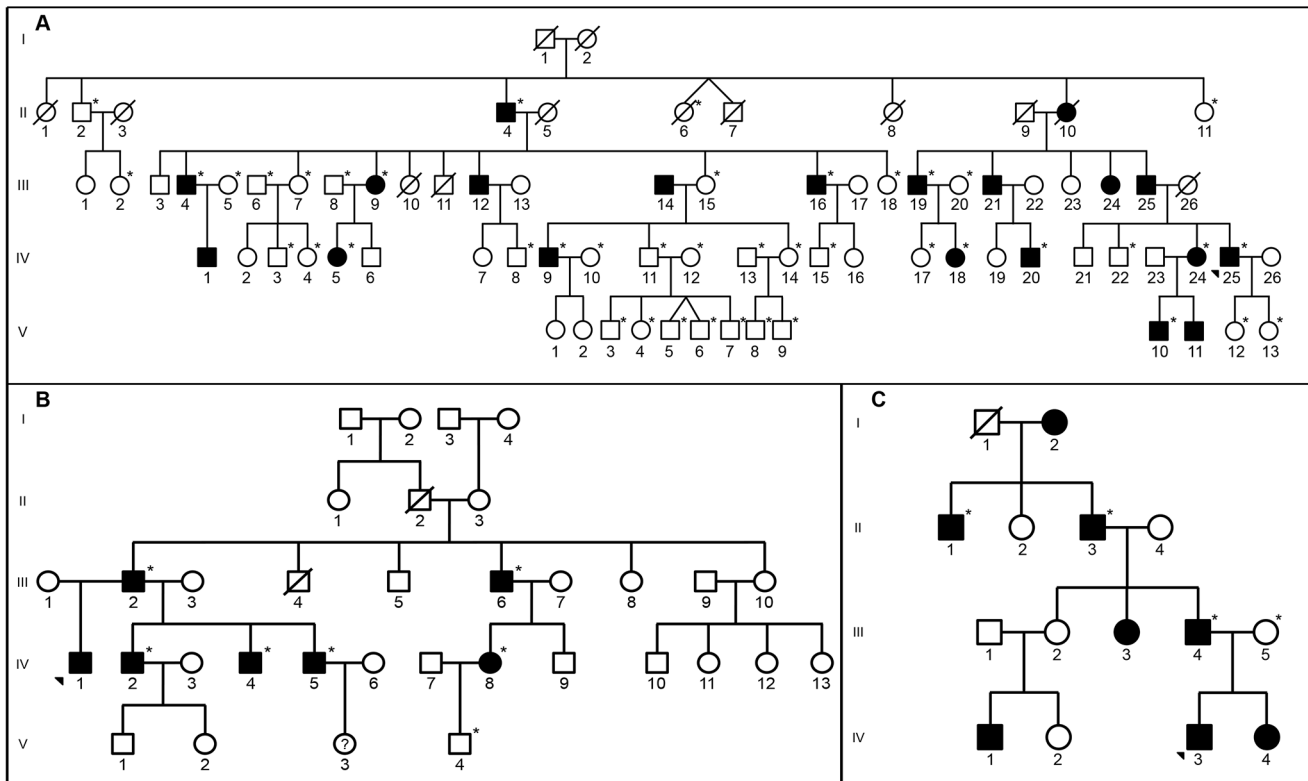 A
I
1 2
II * * * *
1 2 3 4 5 6 7 8 9 10 11
III * * * * * * * * * * * * *
1 2 3 4 5 6 7 8 9 10 11 12 13 14 15 16 17 18 19 20 21 22 23 24 25 26
IV * * * * * * * * * * * * * * * * *
1 2 3 4 5 6 7 8 9 10 11 12 13 14 15 16 17 18 19 20 21 22 23 24 25 26
V * * * * * * * * * *
1 2 3 4 5 6 7 8 9 10 11 12 13
B
I
1 2 3 4
II
1 2 3
III * *
1 2 3 4 5 6 7 8 9 10
IV * * * *
1 2 3 4 5 6 7 8 9 10 11 12 13
V ? *
1 2 3 4
C
I
1 2
II * *
1 2 3 4
III * *
1 2 3 4 5
IV
1 2 3 4